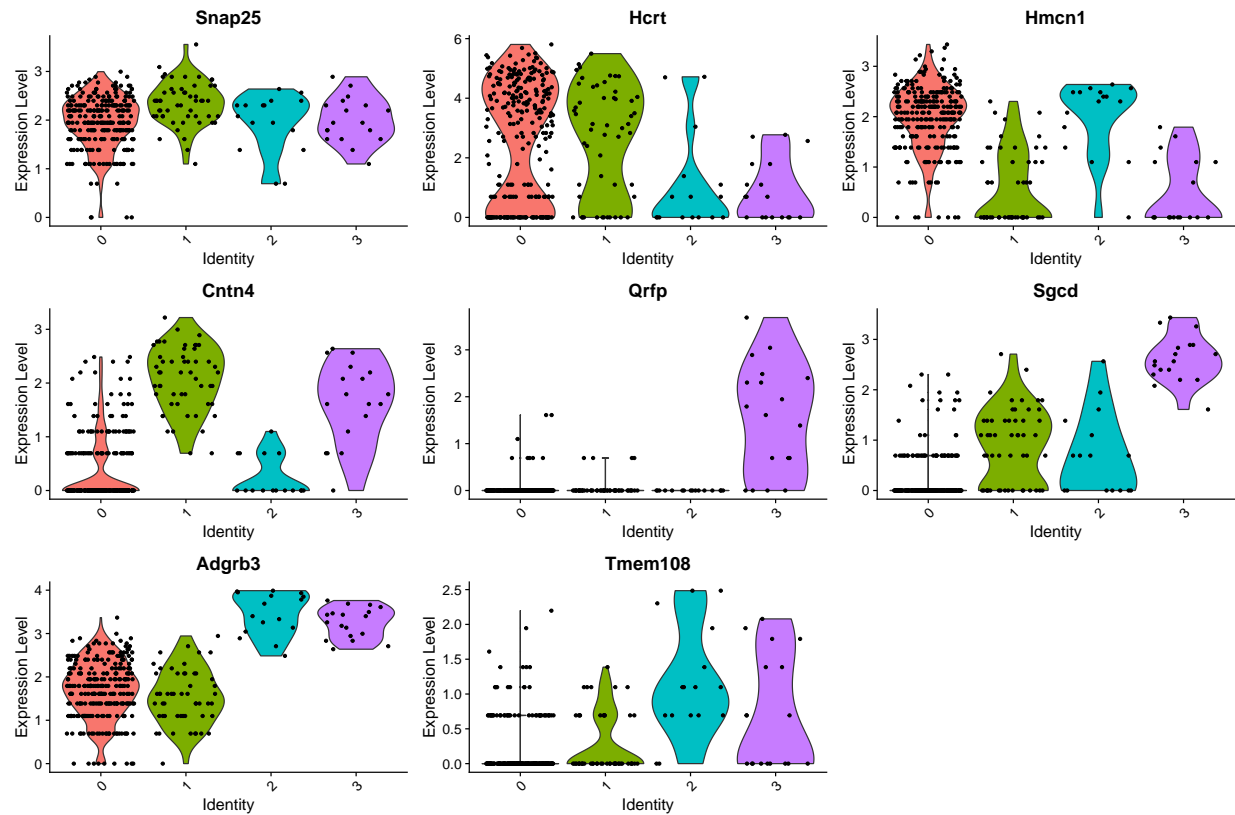 Snap25
Expression Level
3
2
1
0
0 1 2 3
Identity
Hcrt
Expression Level
6
4
2
0
0 1 2 3
Identity
Hmcn1
Expression Level
3
2
1
0
0 1 2 3
Identity
Cntn4
Expression Level
3
2
1
0
0 1 2 3
Identity
Qrfp
Expression Level
3
2
1
0
0 1 2 3
Identity
Sgcd
Expression Level
3
2
1
0
0 1 2 3
Identity
Adgrb3
Expression Level
4
3
2
1
0
0 1 2 3
Identity
Tmem108
Expression Level
2.5
2.0
1.5
1.0
0.5
0.0
0 1 2 3
Identity